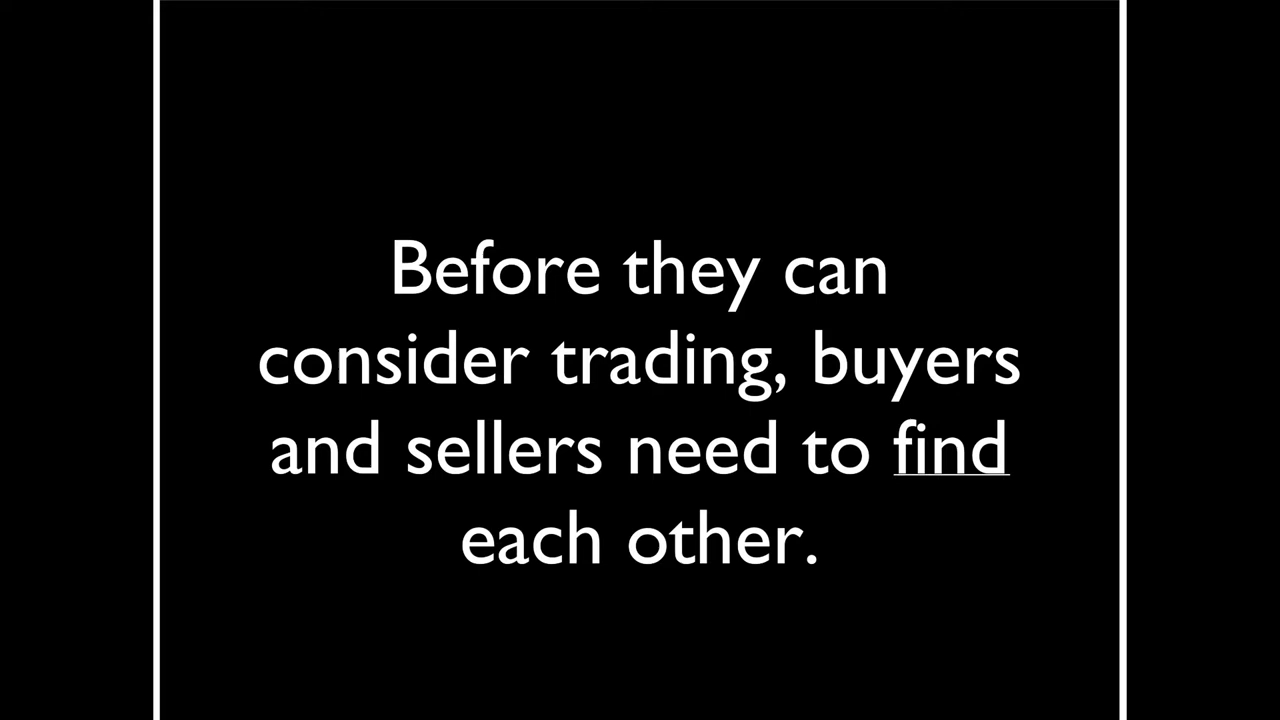 Before they can
consider trading, buyers
and sellers need to find
each other.